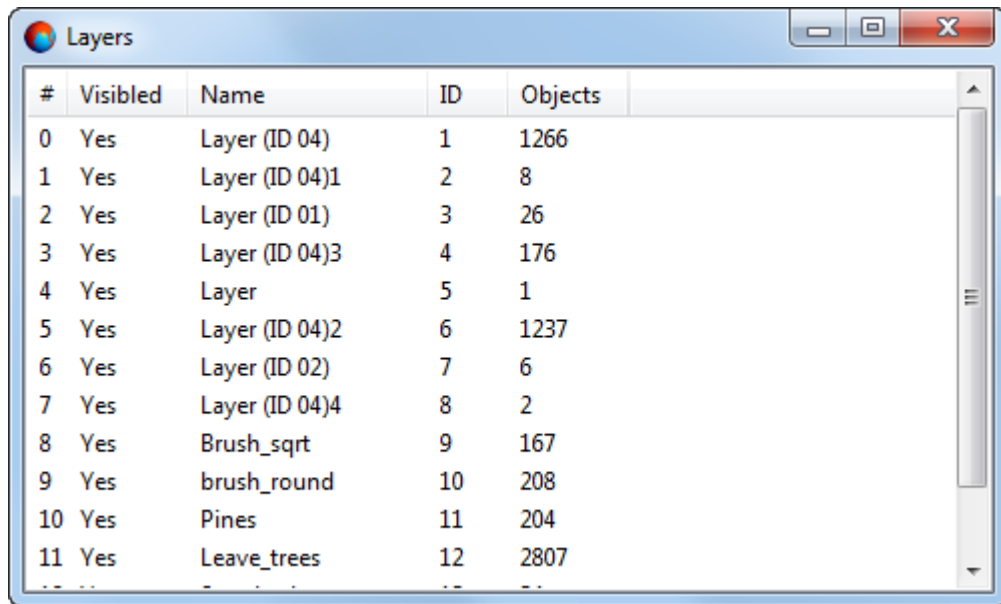 Layers
# Visibled Name ID Objects
0 Yes Layer (ID 04) 1 1266
1 Yes Layer (ID 04)1 2 8
2 Yes Layer (ID 01) 3 26
3 Yes Layer (ID 04)3 4 176
4 Yes Layer 5 1
5 Yes Layer (ID 04)2 6 1237
6 Yes Layer (ID 02) 7 6
7 Yes Layer (ID 04)4 8 2
8 Yes Brush_sqrt 9 167
9 Yes brush_round 10 208
10 Yes Pines 11 204
11 Yes Leave_trees 12 2807